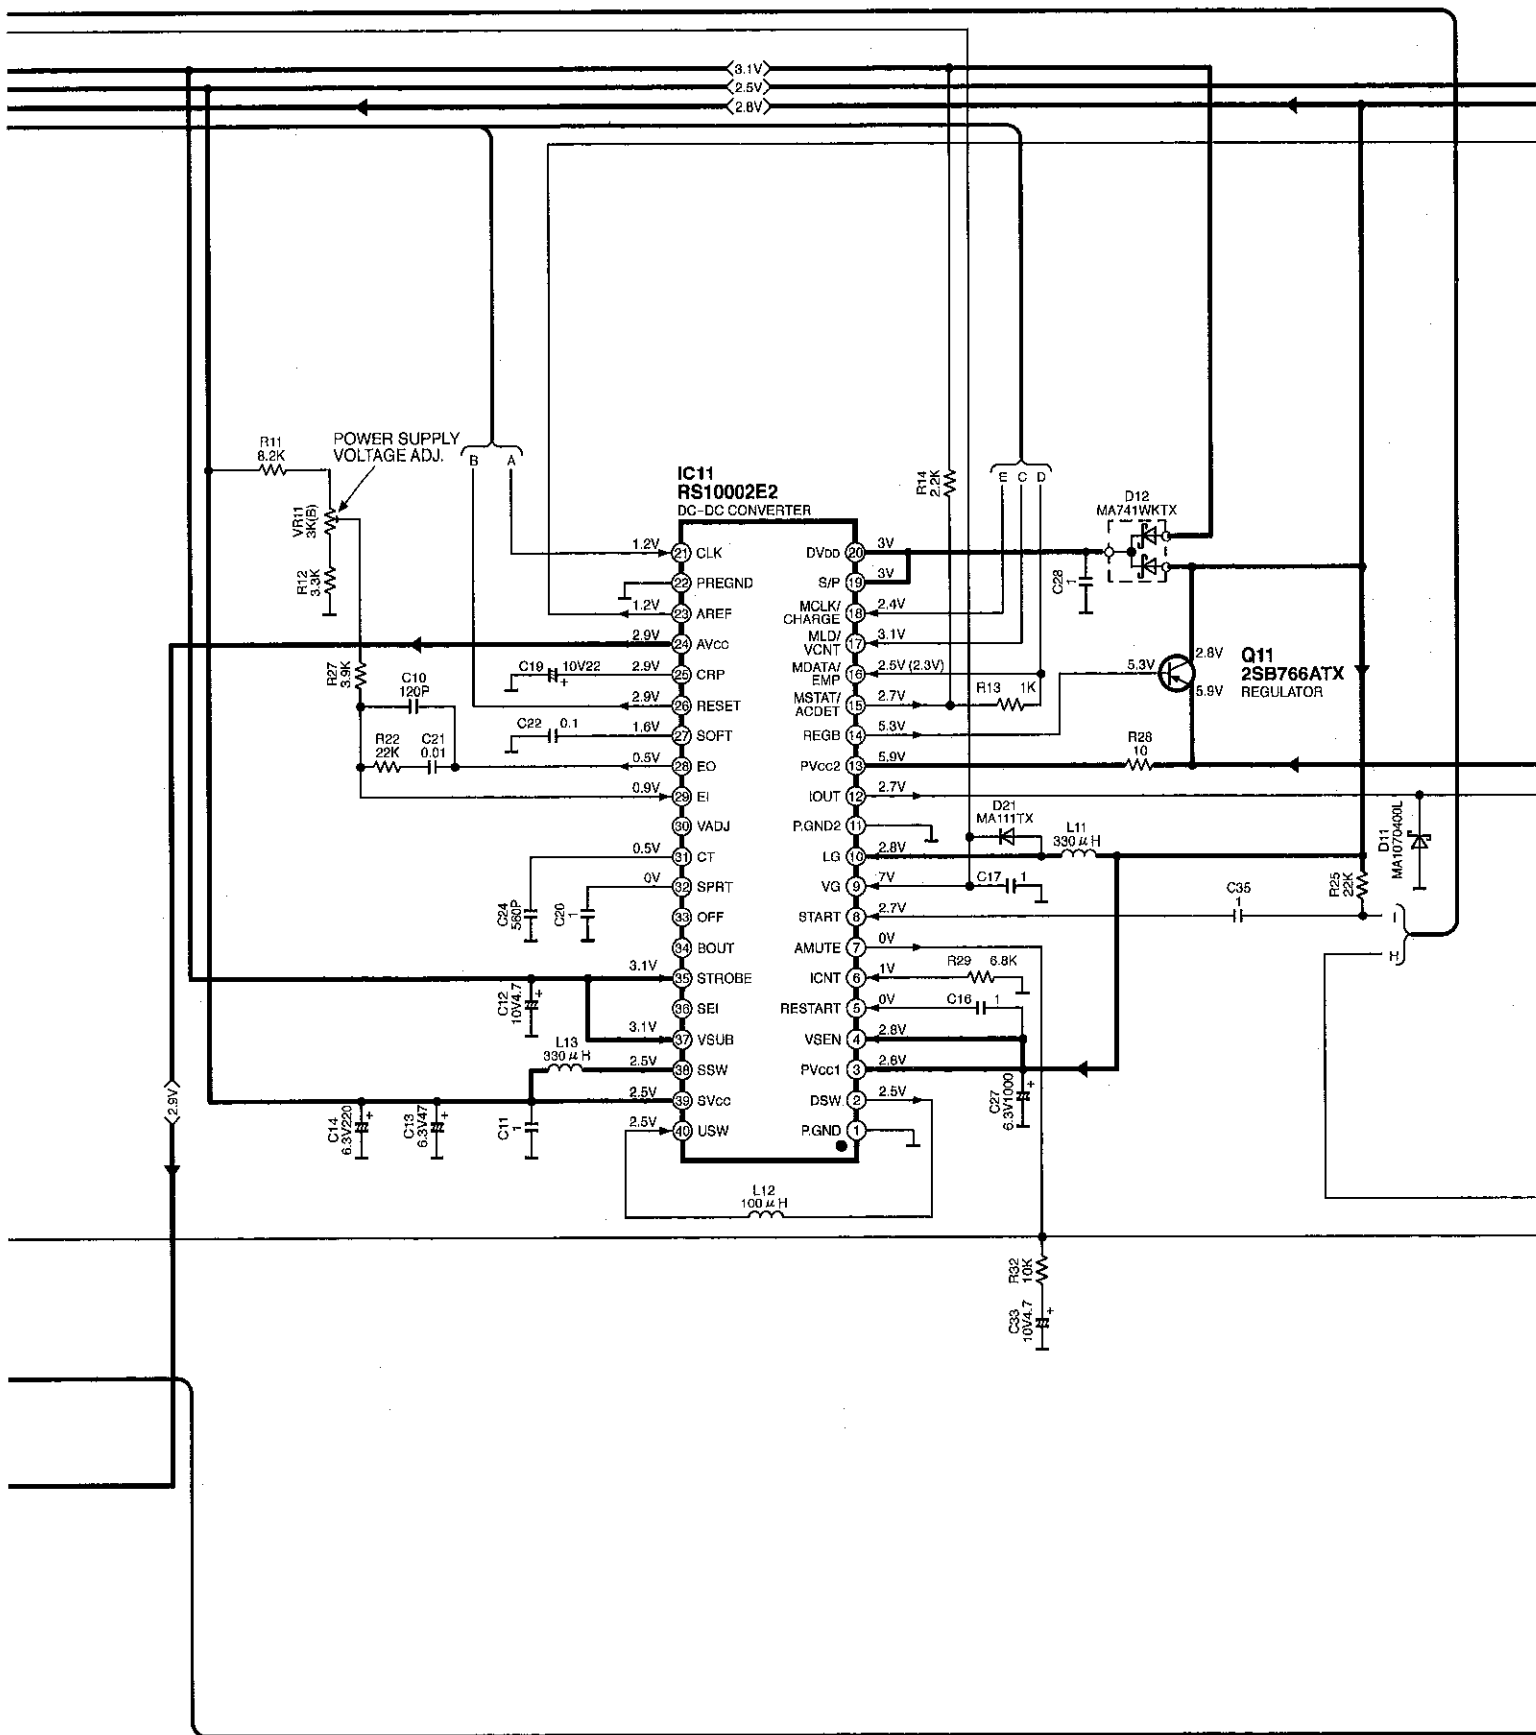 3.1V
2.5V
2.8V
R11
8.2K
POWER SUPPLY
VOLTAGE ADJ.
B A
VR11
3K(B)
R12
3.3K
R27
3.9K
C10
120P
R22
22K
C21
0.01
IC11
RS10002E2
DC-DC CONVERTER
1.2V 21 CLK
22 PREGND
1.2V 23 AREF
2.9V 24 AVcc
C19 10V22 + 2.9V 25 CRP
2.9V 26 RESET
C22 0.1 1.6V 27 SOFT
0.5V 28 EO
0.9V 29 EI
30 VADJ
0.5V 31 CT
0V 32 SPRT
C24
560P
C20
1
33 OFF
34 BOUT
3.1V 35 STROBE
C12
10V4.7
+
36 SEI
3.1V 37 VSUB
L13
330μH
2.5V 38 SSW
2.5V 39 SVcc
2.5V 40 USW
C14
6.3V220
+
C13
6.3V47
+
C11
1
2.9V
L12
100μH
DVDD 20 3V
S/P 19 3V
MCLK/
CHARGE 18 2.4V
MLD/
VCNT 17 3.1V
MDATA/
EMP 16 2.5V (2.3V)
MSTAT/
ACDET 15 2.7V
REGB 14 5.3V
PVcc2 13 5.9V
IOUT 12 2.7V
P.GND2 11
LG 10 2.8V
VG 9 7V
START 8 2.7V
AMUTE 7 0V
ICNT 6 1V
RESTART 5 0V
VSEN 4 2.8V
PVcc1 3 2.8V
DSW 2 2.5V
P.GND 1
R14
2.2K
E C D
R13 1K
D12
MA741WKTX
C28
1
5.3V
2.8V
5.9V
Q11
2SB766ATX
REGULATOR
R28
10
D21
MA111TX
L11
330μH
C17 1
D11
MA1070400L
R25
22K
C35
1
I
H
R29 6.8K
C16 1
C27
6.3V1000
+
R32
10K
C33
10V4.7
+